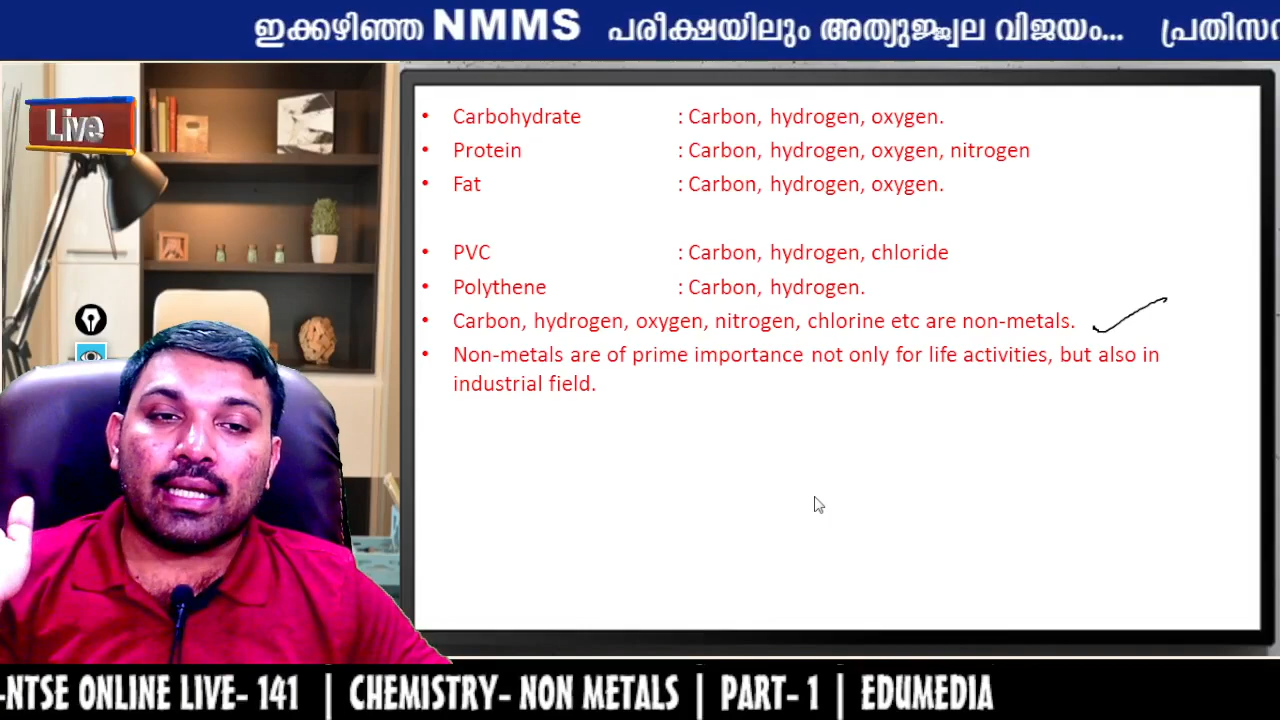 ഇക്കഴിഞ്ഞ NMMS പരീക്ഷയിലും അത്യുജ്ജ്വല വിജയം...
Live
• Carbohydrate : Carbon, hydrogen, oxygen.
• Protein : Carbon, hydrogen, oxygen, nitrogen
• Fat : Carbon, hydrogen, oxygen.
• PVC : Carbon, hydrogen, chloride
• Polythene : Carbon, hydrogen.
• Carbon, hydrogen, oxygen, nitrogen, chlorine etc are non-metals.
• Non-metals are of prime importance not only for life activities, but also in
industrial field.
-NTSE ONLINE LIVE- 141 | CHEMISTRY- NON METALS | PART- 1 | EDUMEDIA